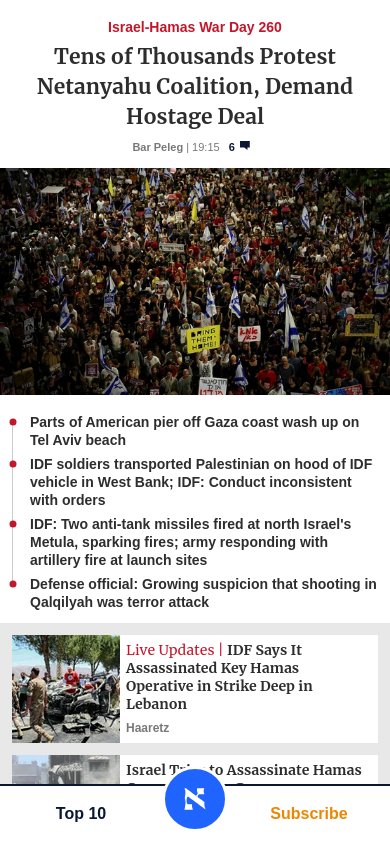 Israel-Hamas War Day 260
Tens of Thousands Protest
Netanyahu Coalition, Demand
Hostage Deal
Bar Peleg | 19:15 6
BRING
THEM
HOME!
Parts of American pier off Gaza coast wash up on
Tel Aviv beach
IDF soldiers transported Palestinian on hood of IDF
vehicle in West Bank; IDF: Conduct inconsistent
with orders
IDF: Two anti-tank missiles fired at north Israel's
Metula, sparking fires; army responding with
artillery fire at launch sites
Defense official: Growing suspicion that shooting in
Qalqilyah was terror attack
Live Updates | IDF Says It
Assassinated Key Hamas
Operative in Strike Deep in
Lebanon
Haaretz
Israel Tries to Assassinate Hamas
Top 10
Subscribe